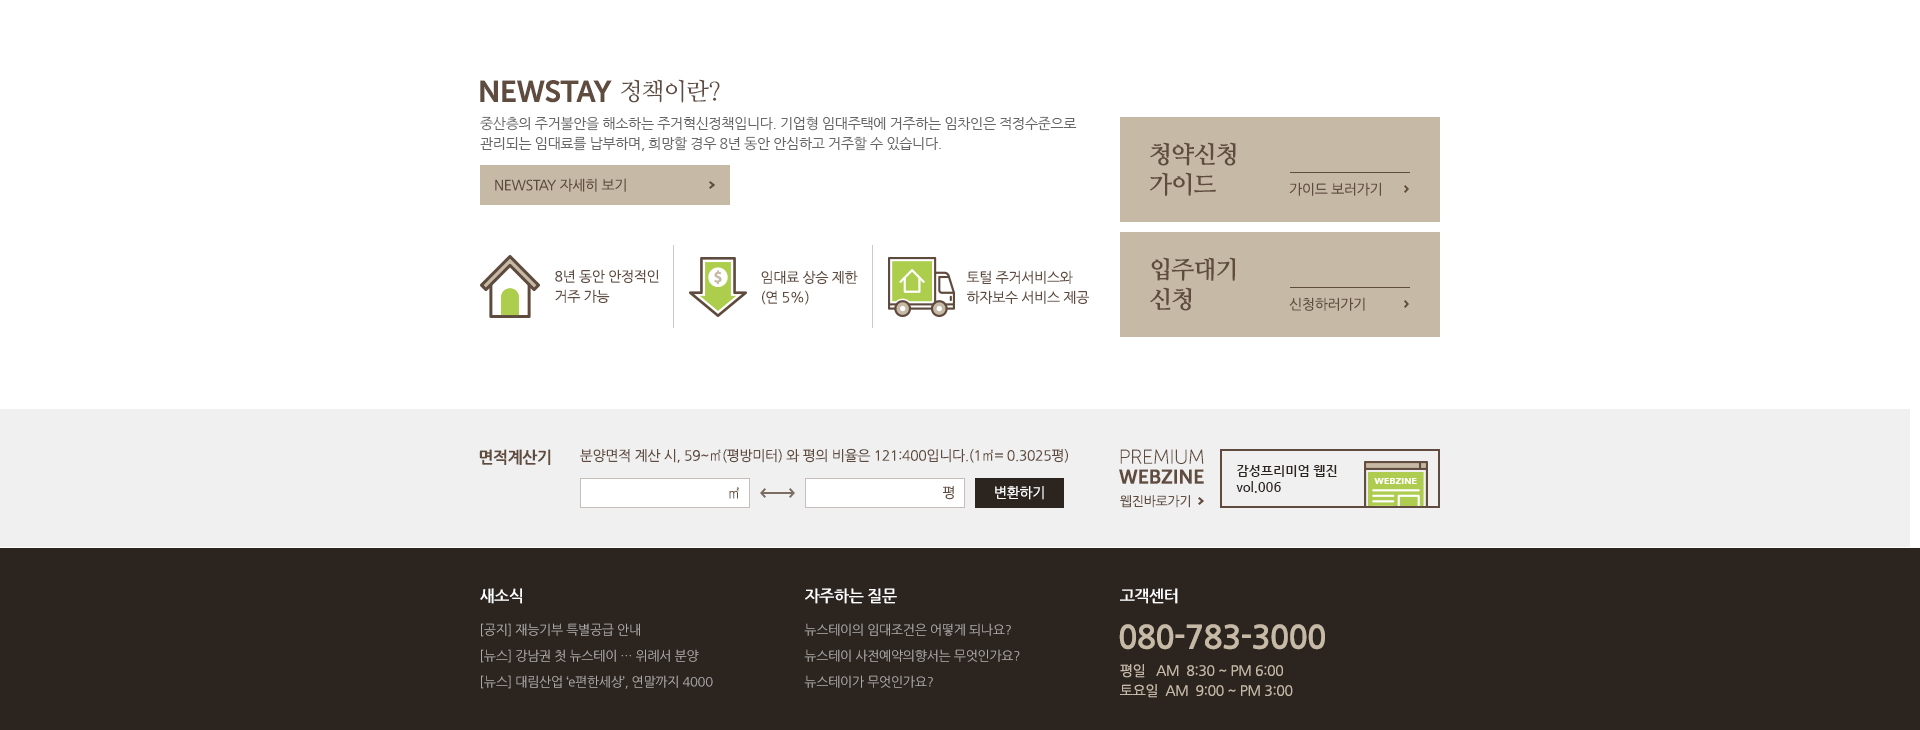 NEWSTAY 정책이란?
중산층의 주거불안을 해소하는 주거혁신정책입니다. 기업형 임대주택에 거주하는 임차인은 적정수준으로
관리되는 임대료를 납부하며, 희망할 경우 8년 동안 안심하고 거주할 수 있습니다.
NEWSTAY 자세히 보기
8년 동안 안정적인
거주 가능
임대료 상승 제한
(연 5%)
토털 주거서비스와
하자보수 서비스 제공
청약신청
가이드
가이드 보러가기
입주대기
신청
신청하러가기
면적계산기
분양면적 계산 시, 59~㎡(평방미터) 와 평의 비율은 121:400입니다.(1㎡= 0.3025평)
㎡
평
변환하기
PREMIUM
WEBZINE
웹진바로가기
감성프리미엄 웹진
vol.006
WEBZINE
새소식
[공지] 재능기부 특별공급 안내
[뉴스] 강남권 첫 뉴스테이 … 위례서 분양
[뉴스] 대림산업 ‘e편한세상’, 연말까지 4000
자주하는 질문
뉴스테이의 임대조건은 어떻게 되나요?
뉴스테이 사전예약의향서는 무엇인가요?
뉴스테이가 무엇인가요?
고객센터
080-783-3000
평일 AM 8:30 ~ PM 6:00
토요일 AM 9:00 ~ PM 3:00